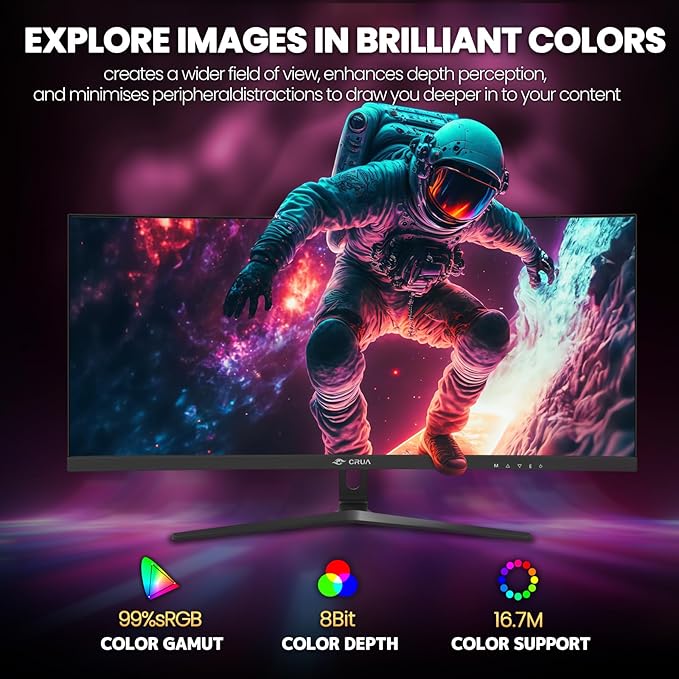 EXPLORE IMAGES IN BRILLIANT COLORS
creates a wider field of view, enhances depth perception,
and minimises peripheraldistractions to draw you deeper in to your content
CRUA
M △ ▽ E
99%sRGB
8Bit
16.7M
COLOR GAMUT
COLOR DEPTH
COLOR SUPPORT